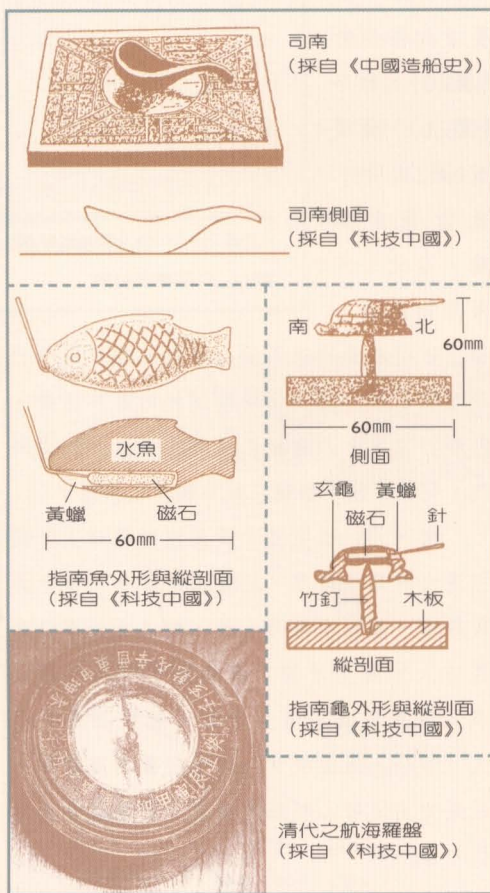 司南
(採自《中國造船史》)
司南側面
(採自《科技中國》)
水魚
黃蠟
磁石
60mm
指南魚外形與縱剖面
(採自《科技中國》)
南
北
60mm
60mm
側面
玄龜
黃蠟
磁石
針
竹釘
木板
縱剖面
指南龜外形與縱剖面
(採自《科技中國》)
清代之航海羅盤
(採自 《科技中國》)